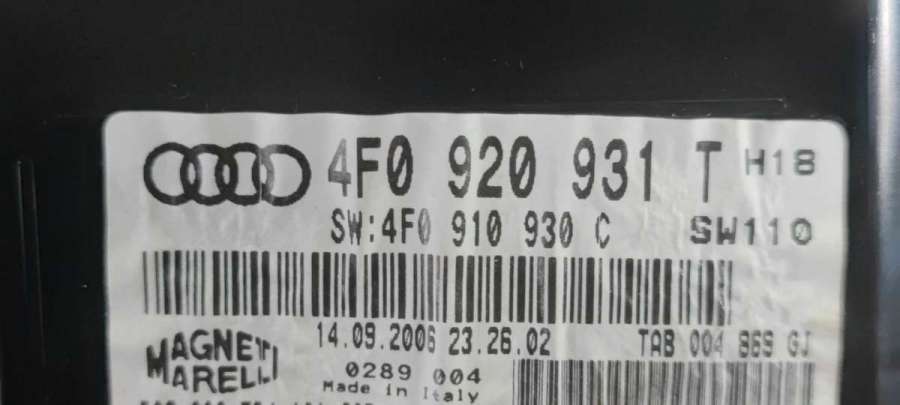 4F0 920 931 T H18
SW:4F0 910 930 C SW110
14.09.2006 23.26.02 TAB 004 869 GJ
MAGNETI
MARELLI
0289 004
Made in Italy